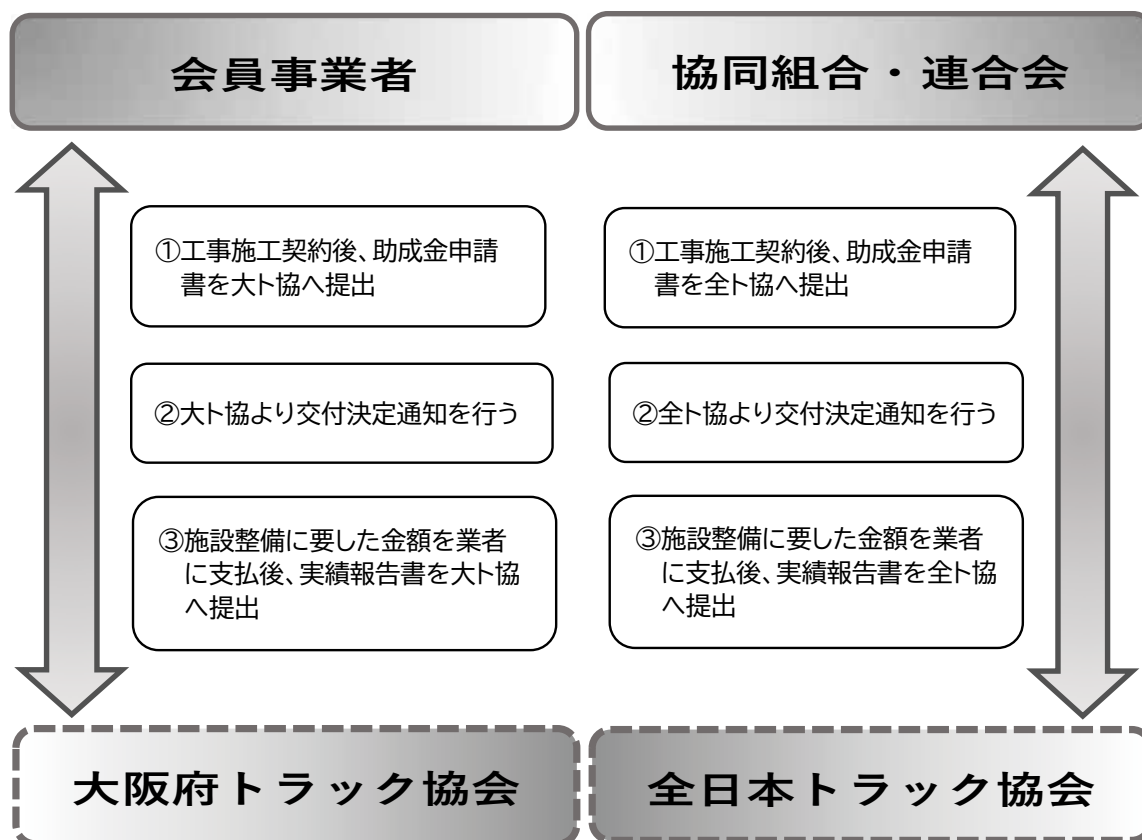 会員事業者
協同組合・連合会
①工事施工契約後、助成金申請
書を大ト協へ提出
②大ト協より交付決定通知を行う
③施設整備に要した金額を業者
に支払後、実績報告書を大ト協
へ提出
①工事施工契約後、助成金申請
書を全ト協へ提出
②全ト協より交付決定通知を行う
③施設整備に要した金額を業者
に支払後、実績報告書を全ト協
へ提出
大阪府トラック協会
全日本トラック協会